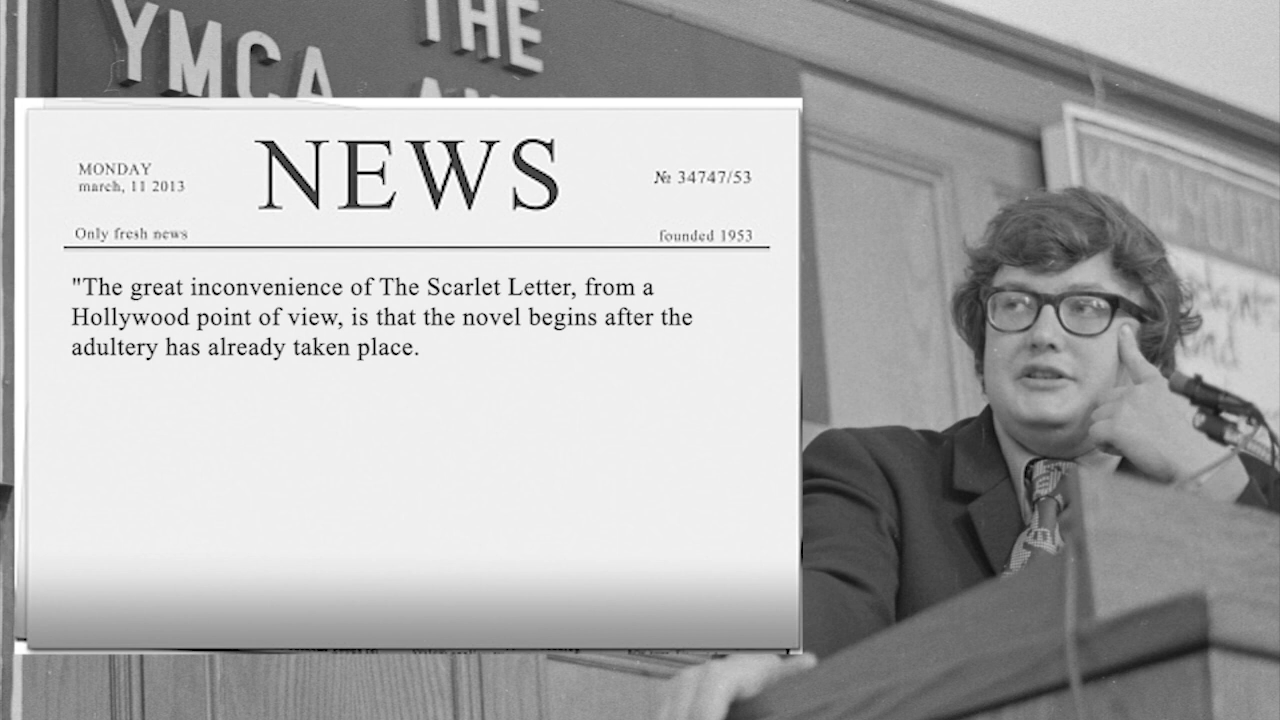 THE
YMCA
MONDAY
march, 11 2013
NEWS
№ 34747/53
Only fresh news
founded 1953
"The great inconvenience of The Scarlet Letter, from a
Hollywood point of view, is that the novel begins after the
adultery has already taken place.